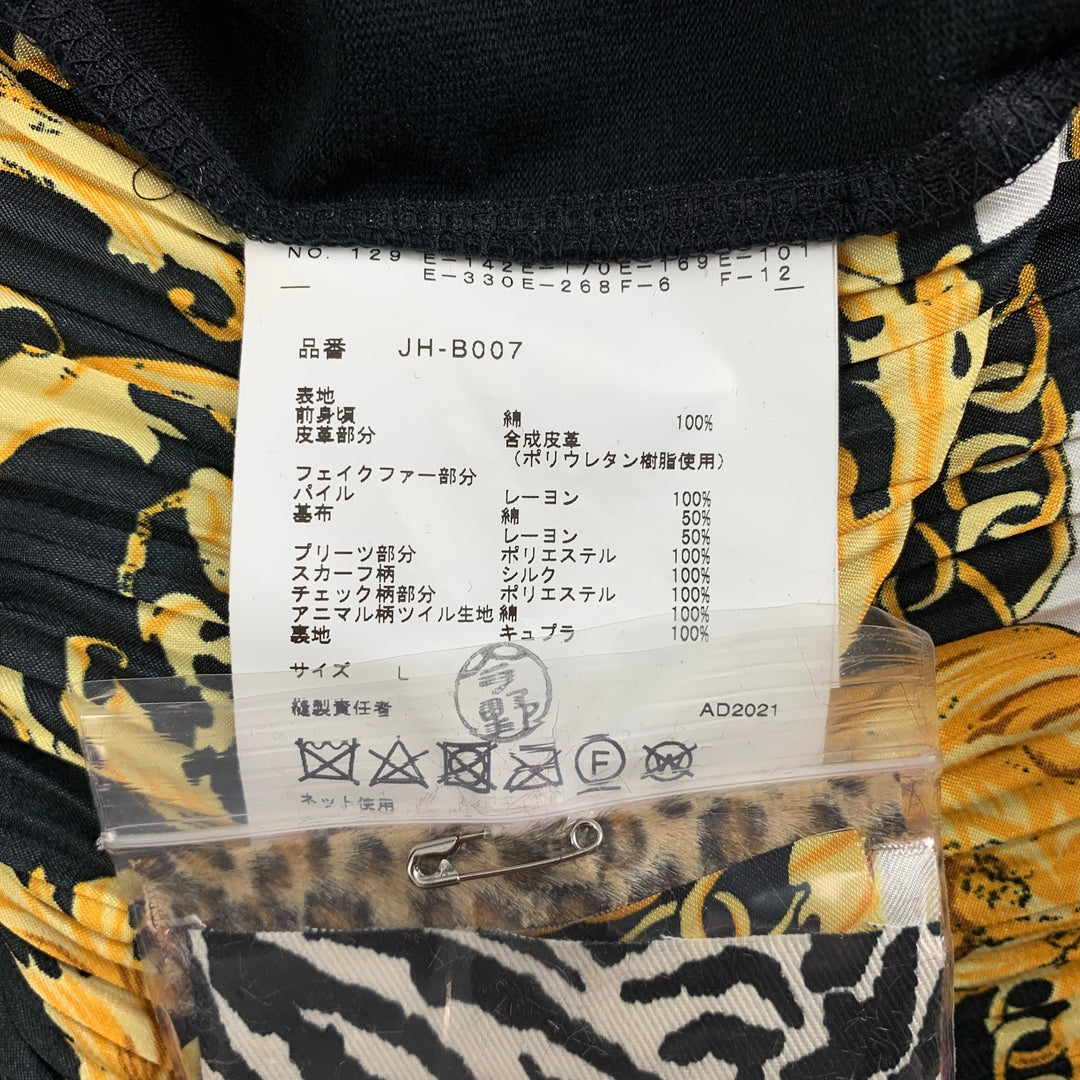 NO. 129 E-142E-170E-169E-101
E-330E-268F-6 F-12
品番 JH-B007
表地
前身頃 綿 100%
皮革部分 合成皮革
(ポリウレタン樹脂使用)
フェイクファー部分
パイル レーヨン 100%
基布 綿 50%
レーヨン 50%
プリーツ部分 ポリエステル 100%
スカーフ柄 シルク 100%
チェック柄部分 ポリエステル 100%
アニマル柄ツイル生地 綿 100%
裏地 キュプラ 100%
サイズ L
縫製責任者 今野 AD2021
F W
ネット使用